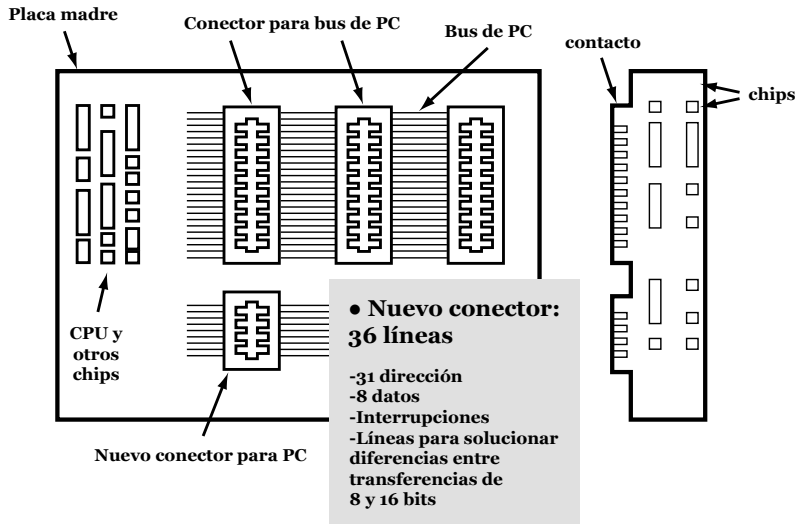 Placa madre
Conector para bus de PC
Bus de PC
contacto
chips
CPU y
otros
chips
Nuevo conector para PC
● Nuevo conector:
36 líneas
-31 dirección
-8 datos
-Interrupciones
-Líneas para solucionar
diferencias entre
transferencias de
8 y 16 bits